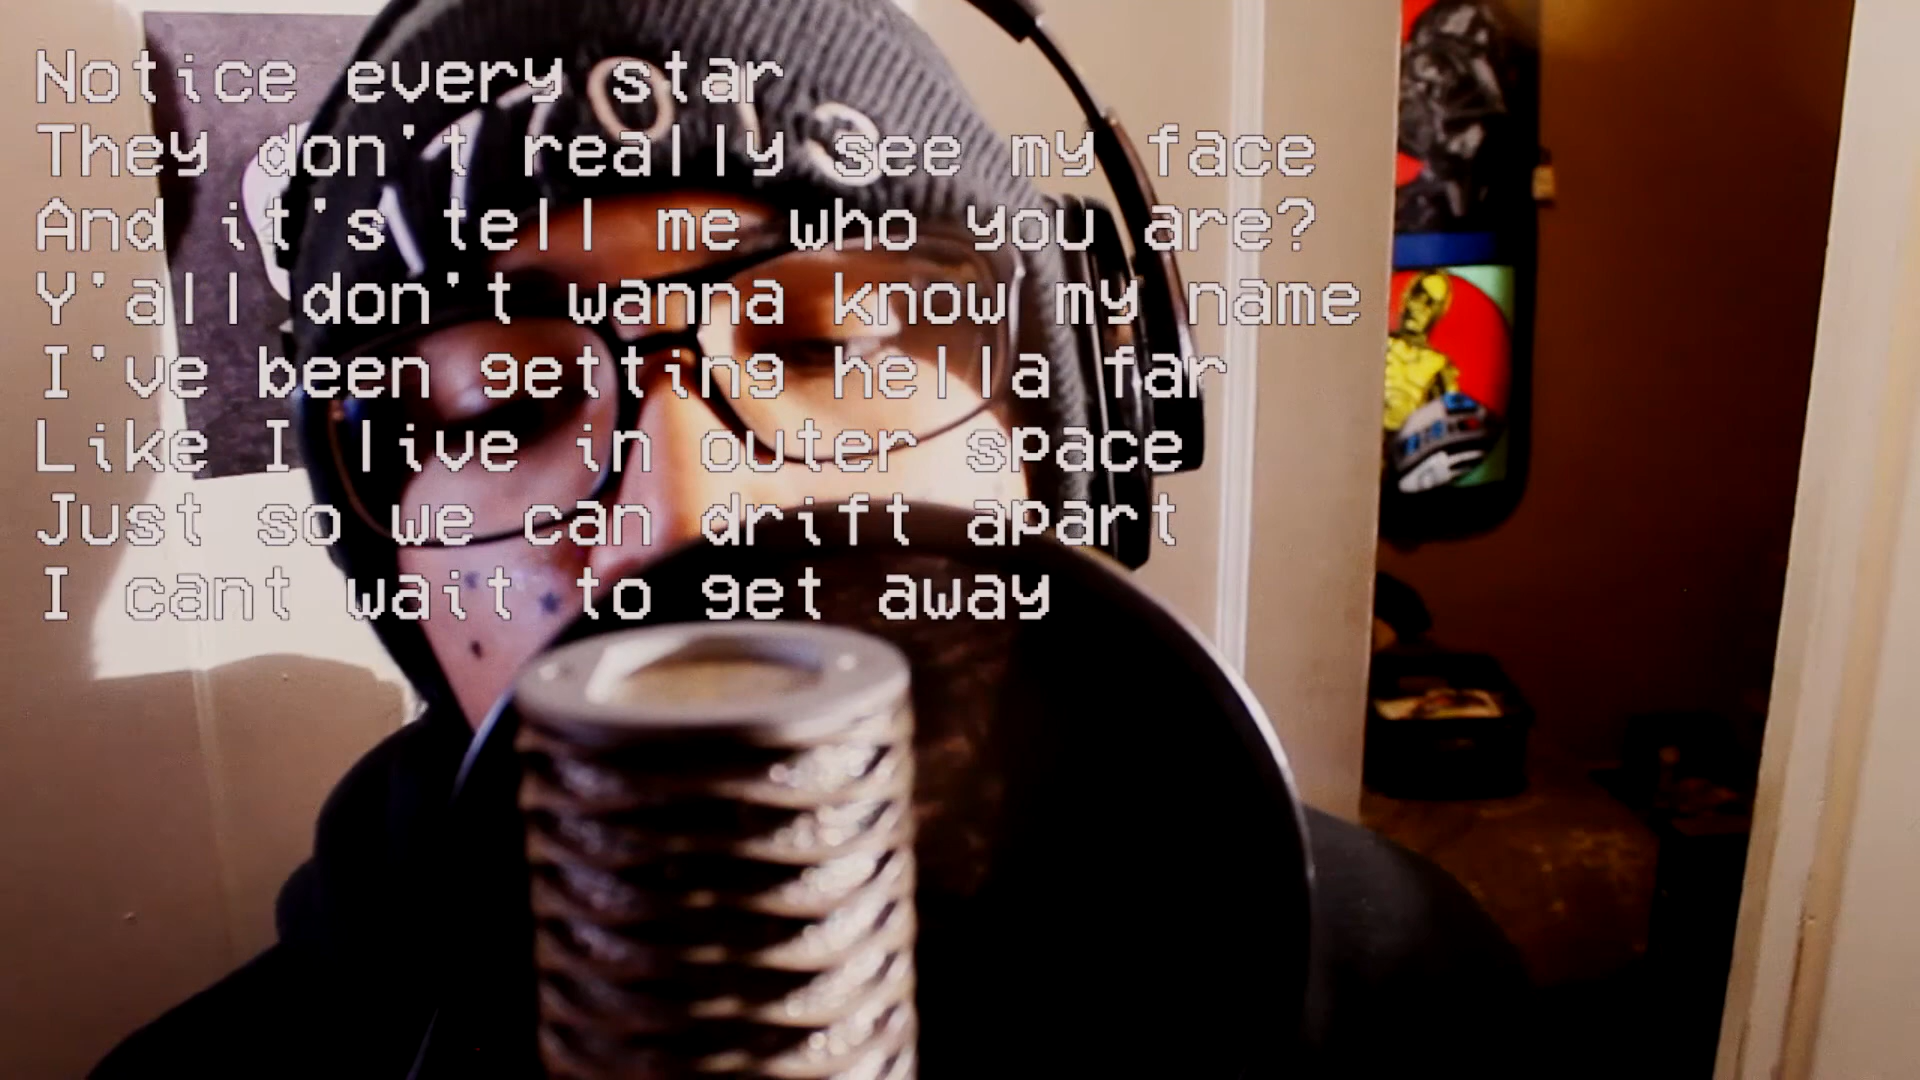 Notice every star
They don't really see my face
And it's tell me who you are?
Y'all don't wanna know my name
I've been getting hella far
Like I live in outer space
Just so we can drift apart
I cant wait to get away